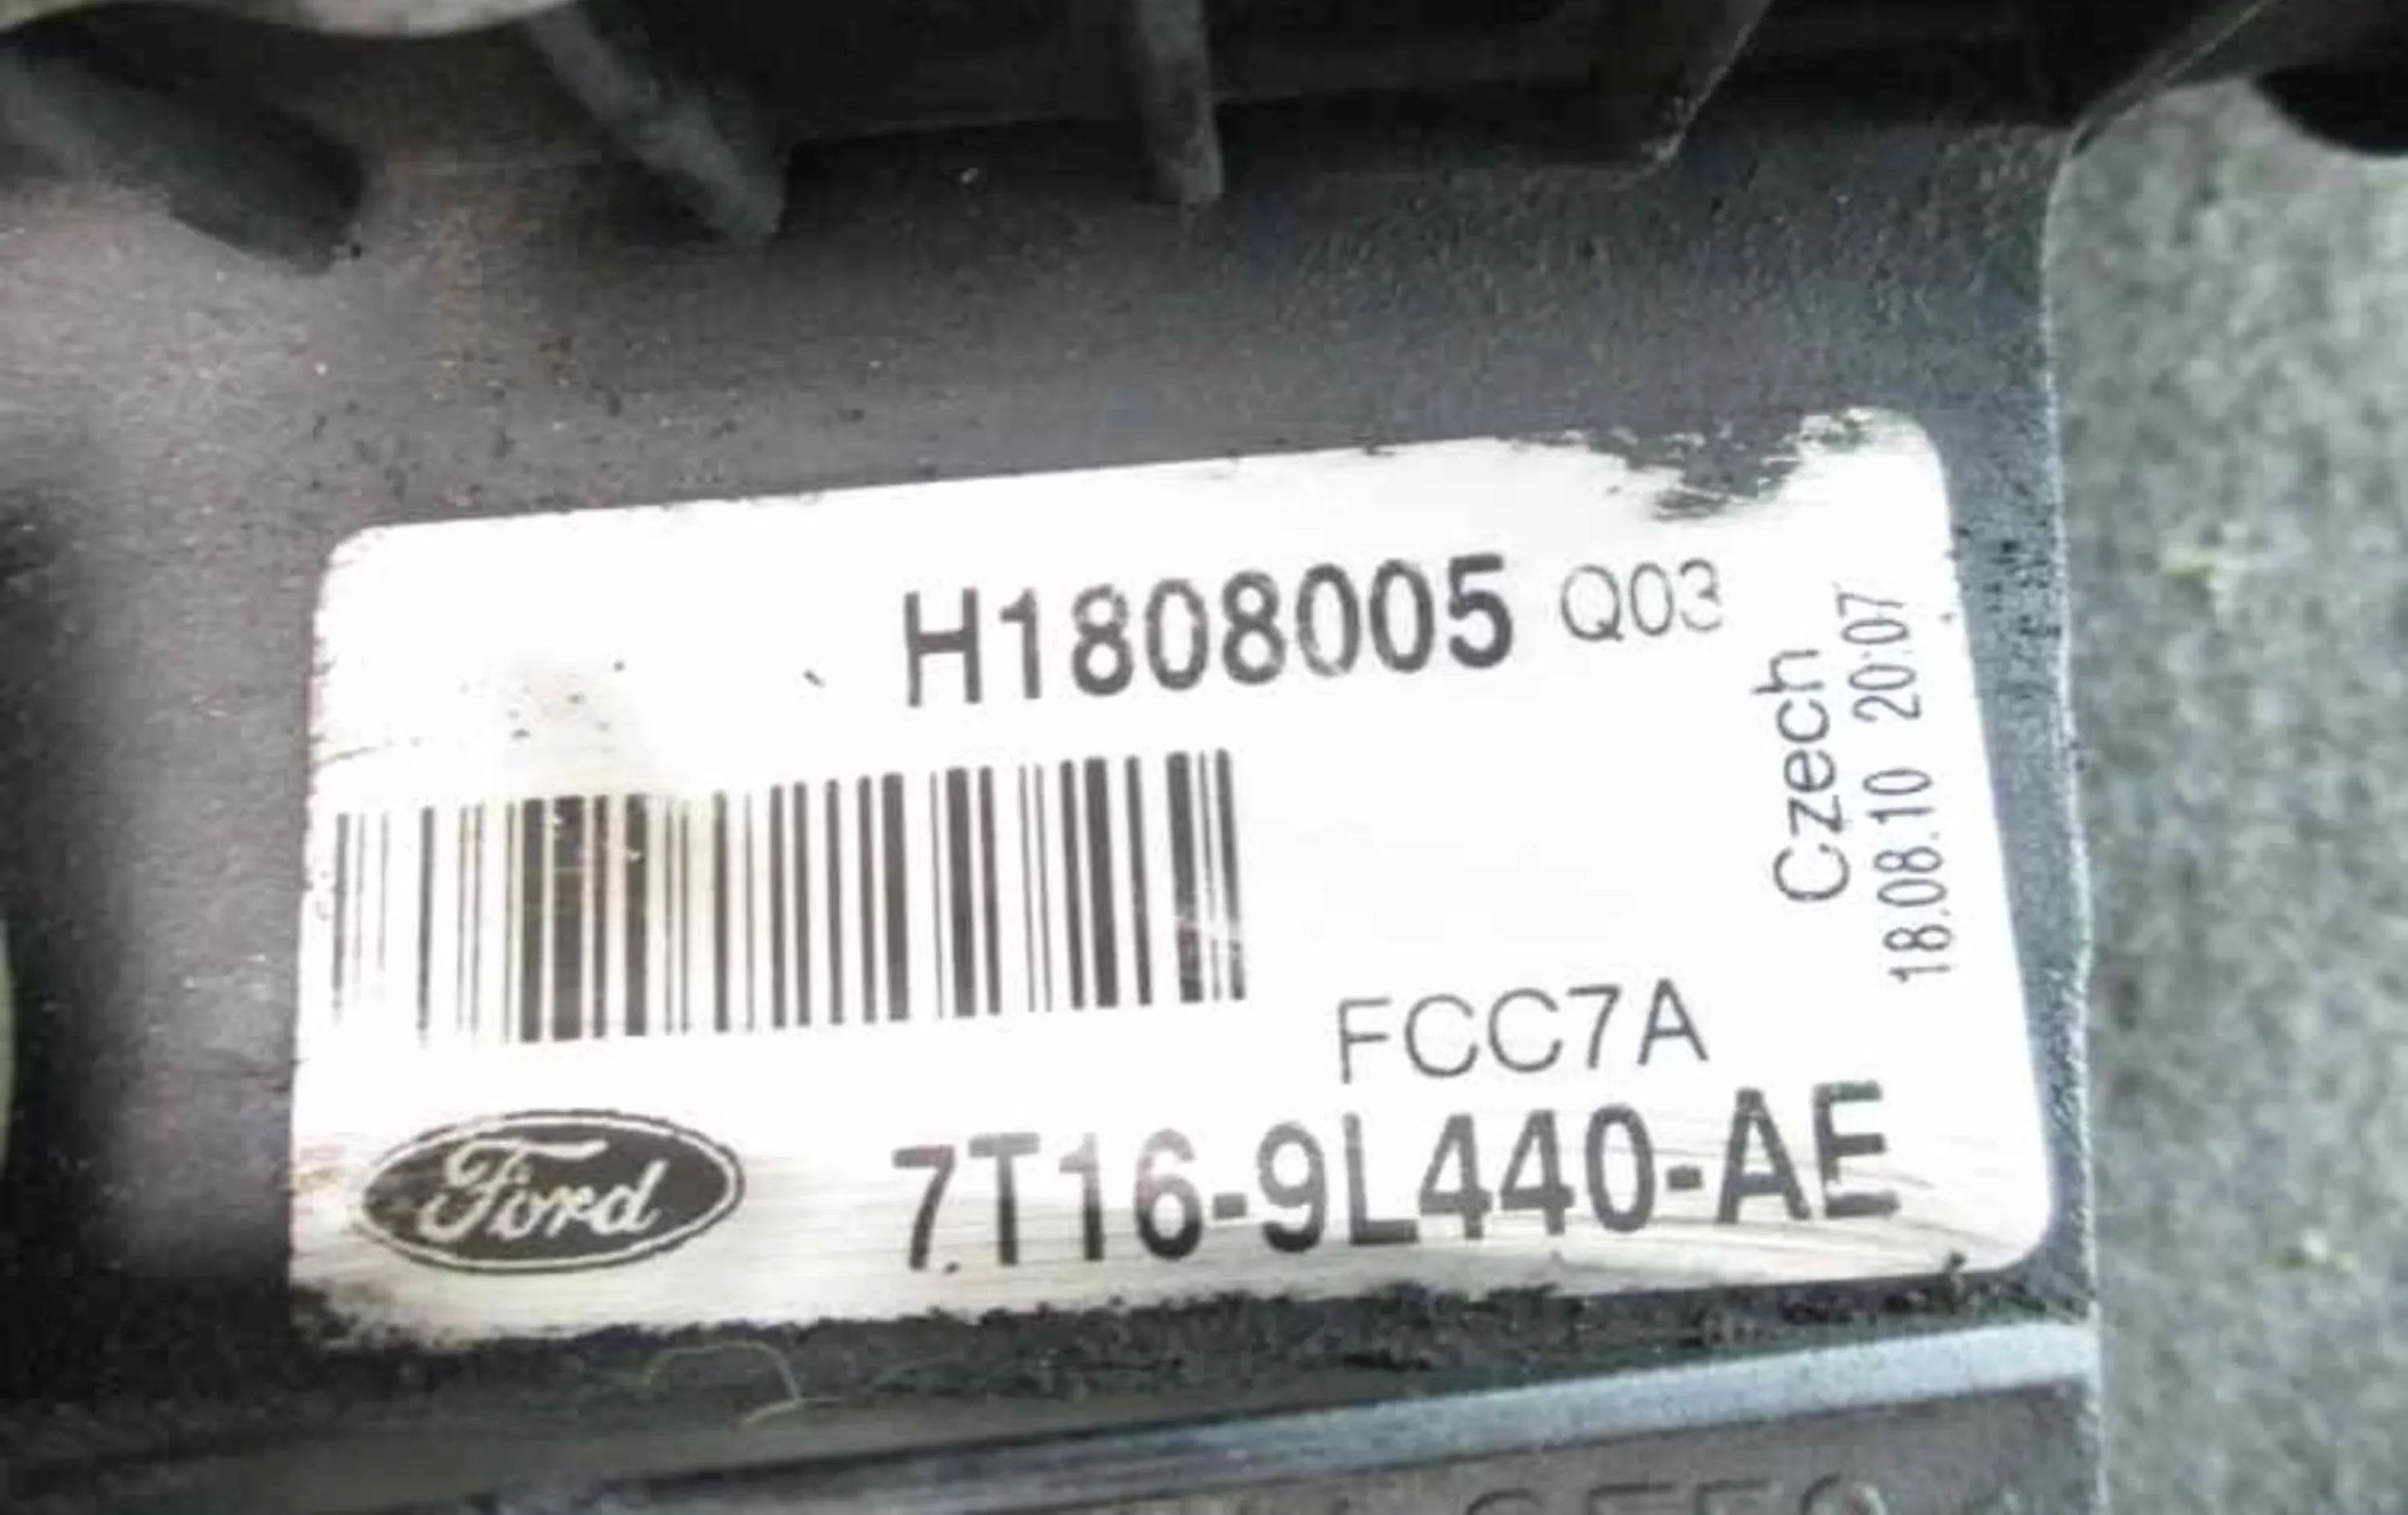 H1808005 Q03
Czech
18.08.10 20:07
FCC7A
Ford
7T16-9L440-AE